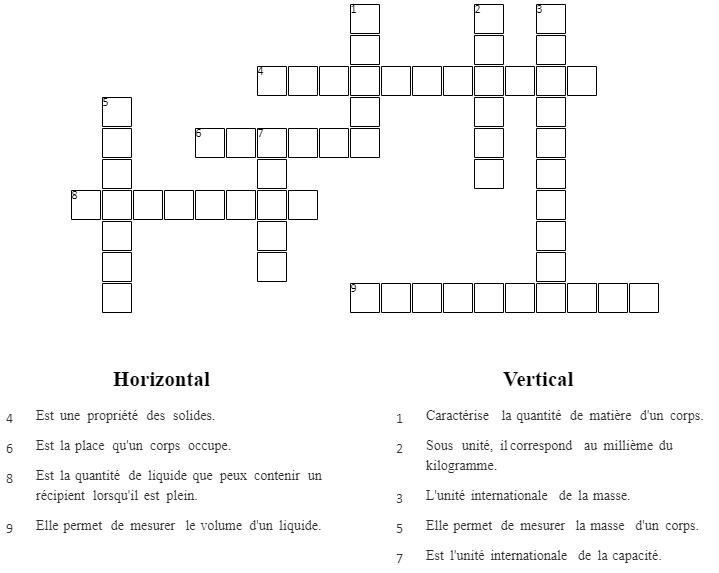 1 2 3
4
5
6 7
8
9
Horizontal
4 Est une propriété des solides.
6 Est la place qu'un corps occupe.
8 Est la quantité de liquide que peux contenir un
récipient lorsqu'il est plein.
9 Elle permet de mesurer le volume d'un liquide.
Vertical
1 Caractérise la quantité de matière d'un corps.
2 Sous unité, il correspond au millième du
kilogramme.
3 L'unité internationale de la masse.
5 Elle permet de mesurer la masse d'un corps.
7 Est l'unité internationale de la capacité.